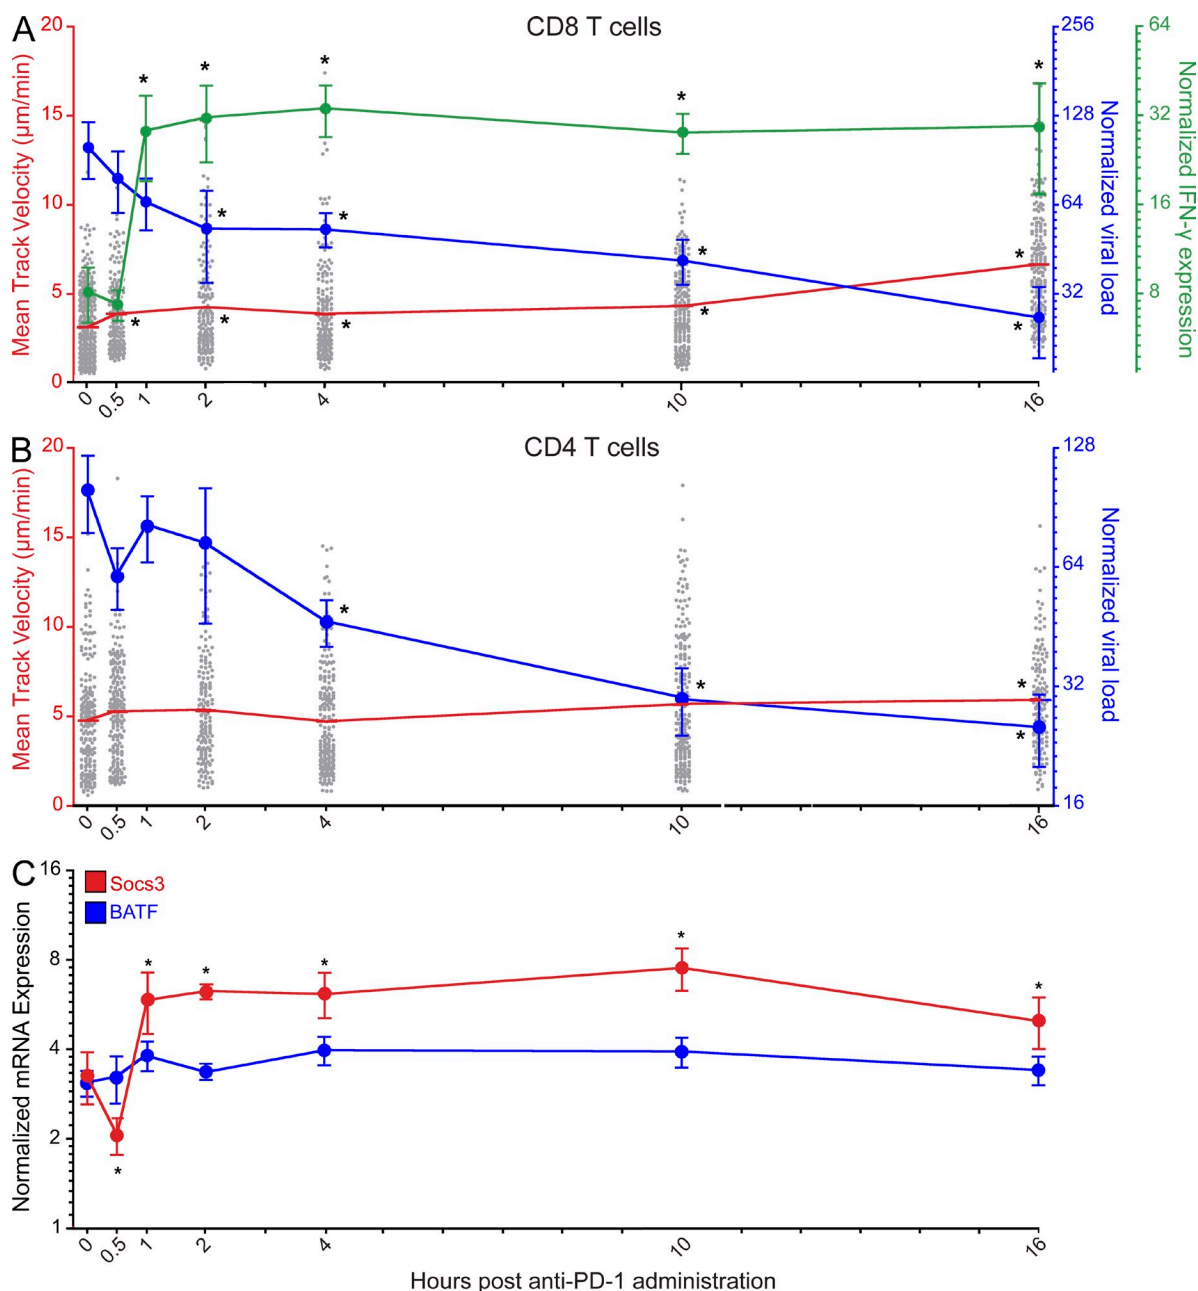 A
CD8 T cells
Mean Track Velocity (µm/min)
20
15
10
5
0
256
128
64
32
Normalized viral load
64
32
16
8
Normalized IFN-γ expression
* * * * *
* * * *
* * * * *
0 0.5 1 2 4 10 16
B
CD4 T cells
Mean Track Velocity (µm/min)
20
15
10
5
0
128
64
32
16
Normalized viral load
* * *
*
0 0.5 1 2 4 10 16
C
Socs3
BATF
Normalized mRNA Expression
16
8
4
2
1
* * * * *
*
0 0.5 1 2 4 10 16
Hours post anti-PD-1 administration